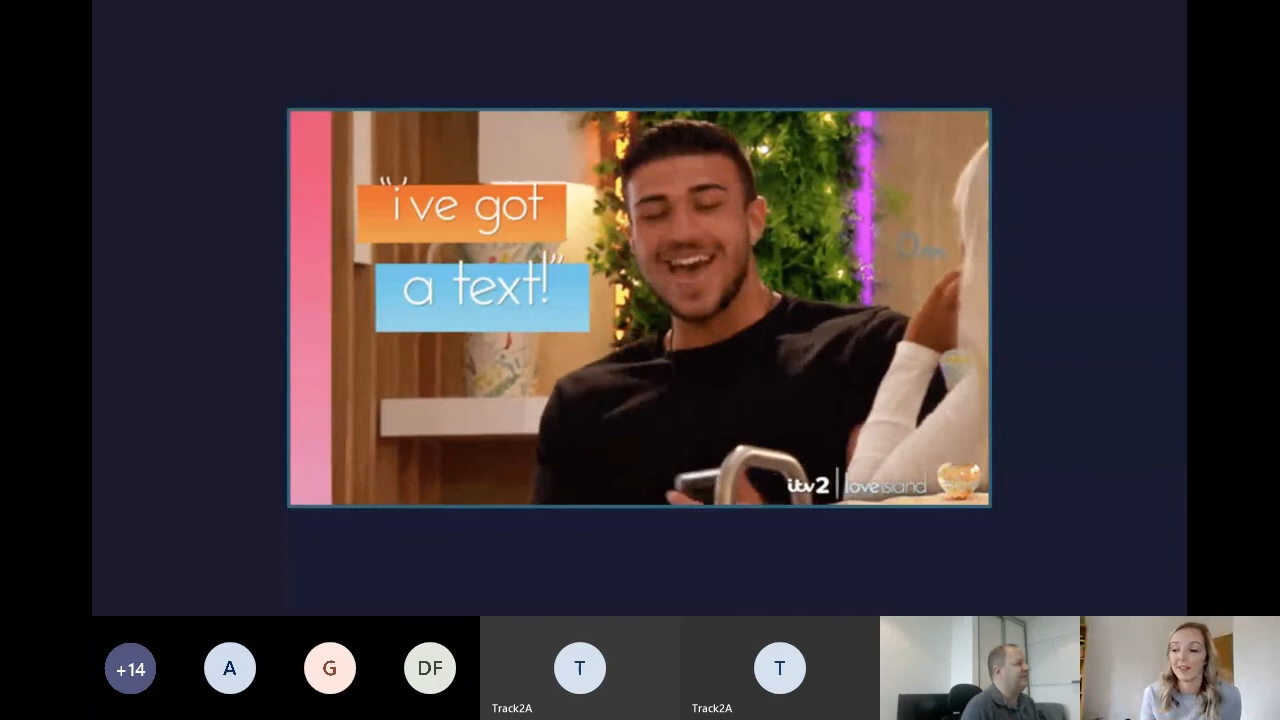 "i've got
a text!"
itv2 | love island
+14
A
G
DF
T
T
Track2A
Track2A